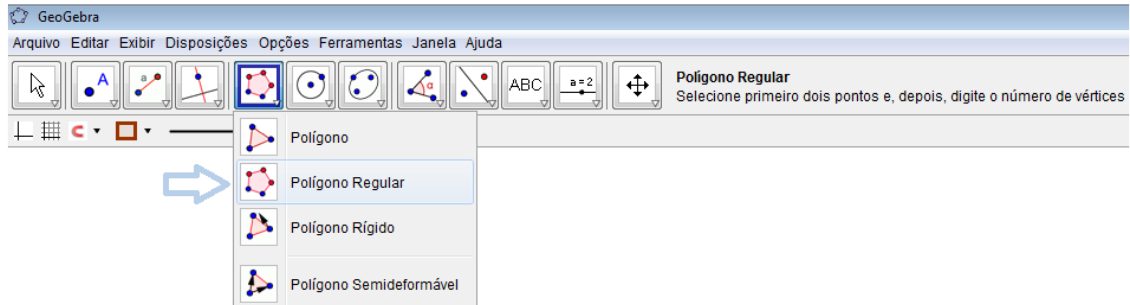 GeoGebra
Arquivo Editar Exibir Disposições Opções Ferramentas Janela Ajuda
A a α ABC a=2
Polígono Regular
Selecione primeiro dois pontos e, depois, digite o número de vértices
Polígono
Polígono Regular
Polígono Rígido
Polígono Semideformável